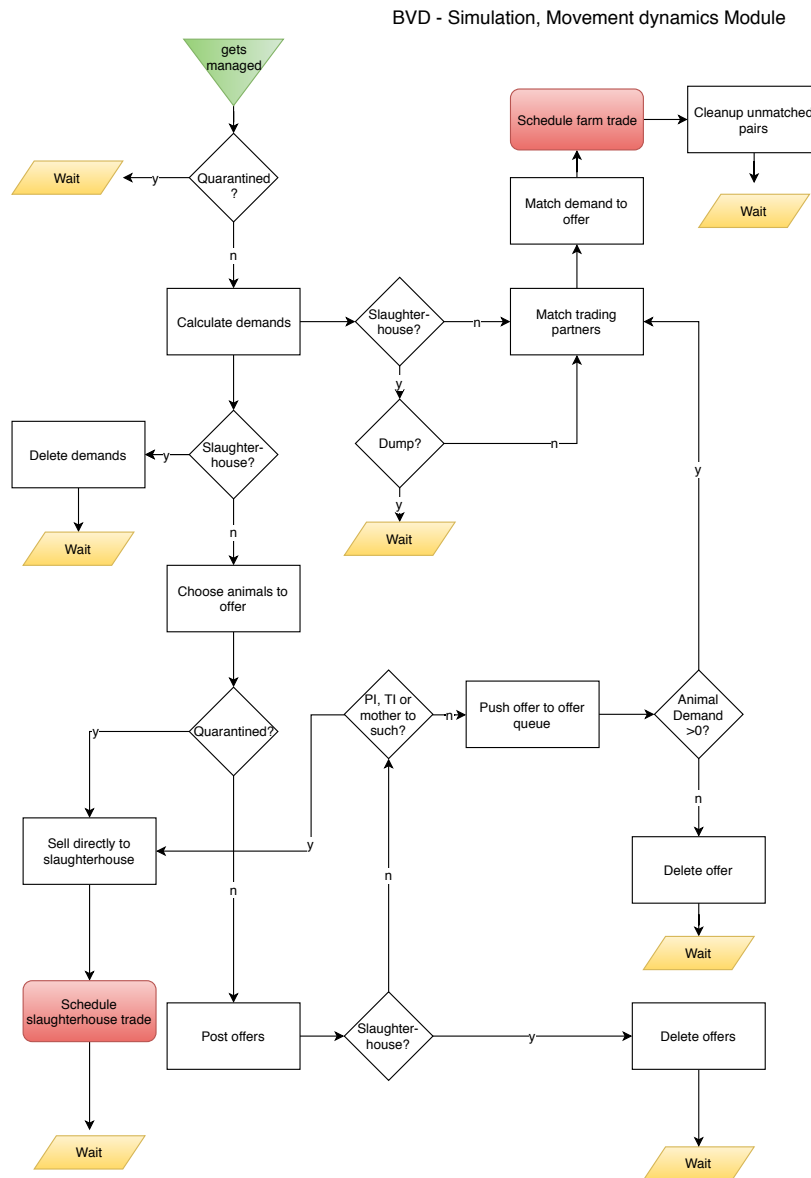 BVD - Simulation, Movement dynamics Module
gets
managed
Schedule farm trade
Cleanup unmatched
pairs
Wait
y
Quarantined
?
Match demand to
offer
Wait
n
Calculate demands
Slaughter-
house?
n
Match trading
partners
y
Delete demands
y
Slaughter-
house?
Dump?
n
y
y
Wait
n
Wait
Choose animals to
offer
PI, TI or
mother to
such?
n
Push offer to offer
queue
Animal
Demand
>0?
y
Quarantined?
n
Sell directly to
slaughterhouse
y
Delete offer
n
n
Wait
Schedule
slaughterhouse trade
Post offers
Slaughter-
house?
y
Delete offers
Wait
Wait